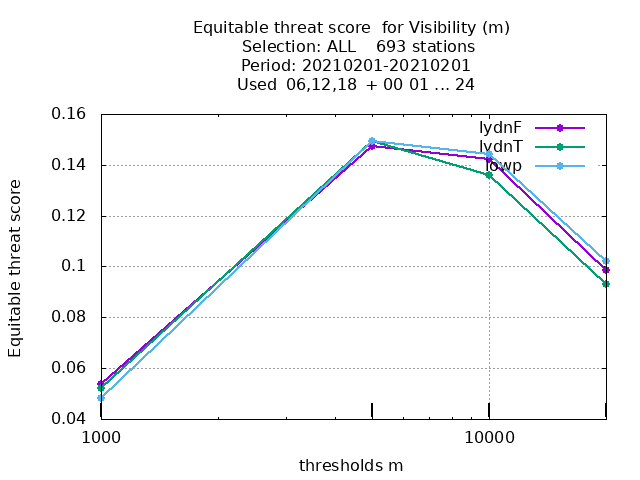 Equitable threat score for Visibility (m)
Selection: ALL 693 stations
Period: 20210201-20210201
Used 06,12,18 + 00 01 ... 24
lydnF
lydnT
lowp
Equitable threat score
0.16
0.14
0.12
0.1
0.08
0.06
0.04
1000
10000
thresholds m